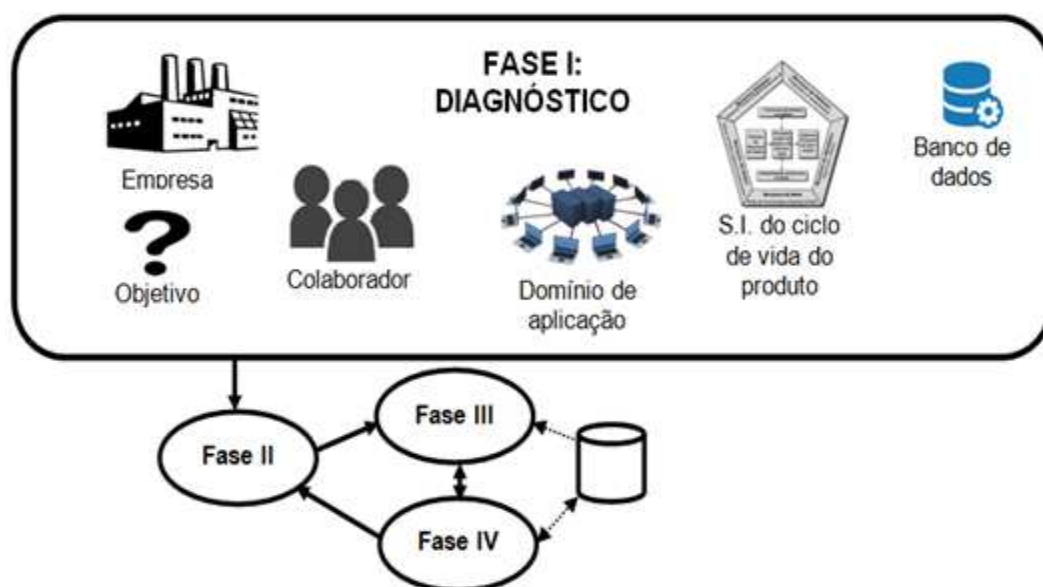 FASE I:
DIAGNÓSTICO
Empresa
Objetivo
Colaborador
Domínio de
aplicação
S.I. do ciclo
de vida do
produto
Banco de
dados
Fase II
Fase III
Fase IV